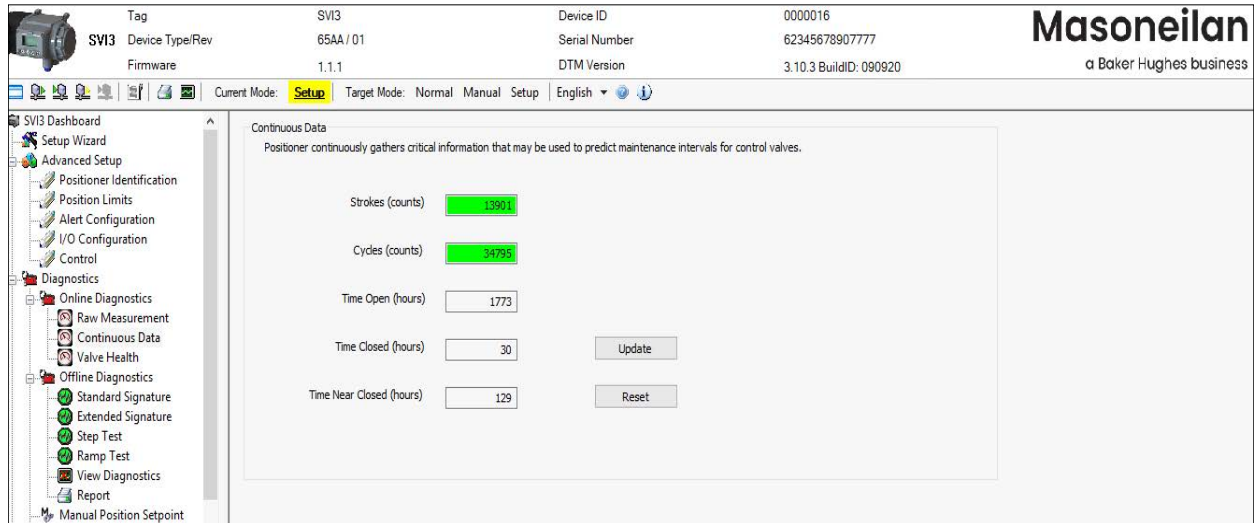 Tag SVI3 Device ID 0000016
SVI3 Device Type/Rev 65AA / 01 Serial Number 62345678907777
Firmware 1.1.1 DTM Version 3.10.3 BuildID: 090920
Masoneilan
a Baker Hughes business
Current Mode: Setup Target Mode: Normal Manual Setup English
SVI3 Dashboard
Setup Wizard
Advanced Setup
Positioner Identification
Position Limits
Alert Configuration
I/O Configuration
Control
Diagnostics
Online Diagnostics
Raw Measurement
Continuous Data
Valve Health
Offline Diagnostics
Standard Signature
Extended Signature
Step Test
Ramp Test
View Diagnostics
Report
Manual Position Setpoint
Continuous Data
Positioner continuously gathers critical information that may be used to predict maintenance intervals for control valves.
Strokes (counts) 13901
Cycles (counts) 34795
Time Open (hours) 1773
Time Closed (hours) 30 Update
Time Near Closed (hours) 129 Reset